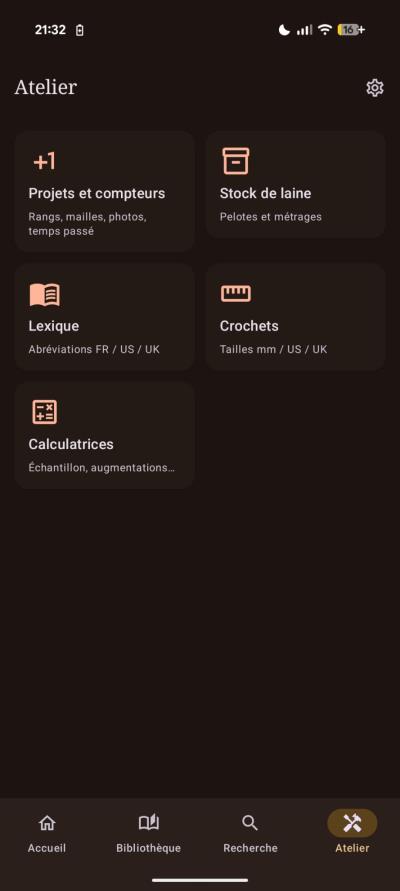 21:32
16+
Atelier
+1
Projets et compteurs
Rangs, mailles, photos,
temps passé
Stock de laine
Pelotes et métrages
Lexique
Abréviations FR / US / UK
Crochets
Tailles mm / US / UK
Calculatrices
Échantillon, augmentations…
Accueil
Bibliothèque
Recherche
Atelier